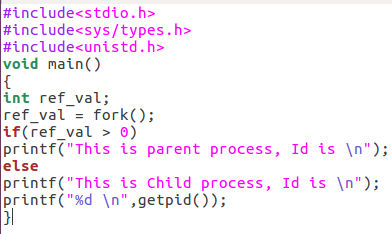 #include<stdio.h>
#include<sys/types.h>
#include<unistd.h>
void main()
{
int ref_val;
ref_val = fork();
if(ref_val > 0)
printf("This is parent process, Id is \n");
else
printf("This is Child process, Id is \n");
printf("%d \n",getpid());
}